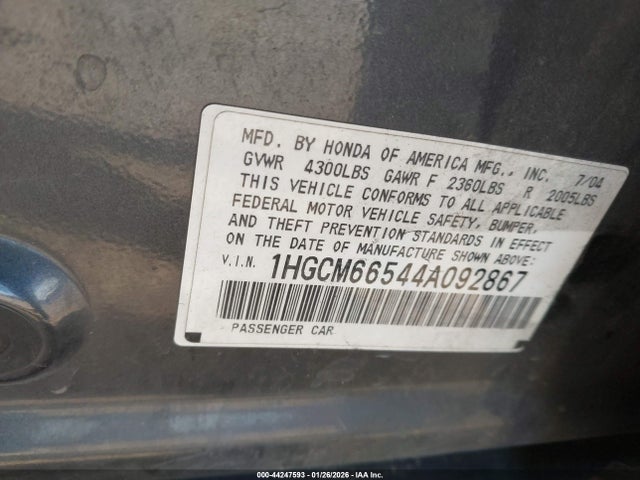 MFD. BY HONDA OF AMERICA MFG., INC. 7/04
GVWR 4300LBS GAWR F 2360LBS R 2005LBS
THIS VEHICLE CONFORMS TO ALL APPLICABLE
FEDERAL MOTOR VEHICLE SAFETY, BUMPER,
AND THEFT PREVENTION STANDARDS IN EFFECT
ON THE DATE OF MANUFACTURE SHOWN ABOVE:
V.I.N. 1HGCM66544A092867
PASSENGER CAR
000-44247593 - 01/26/2026 - IAA Inc.